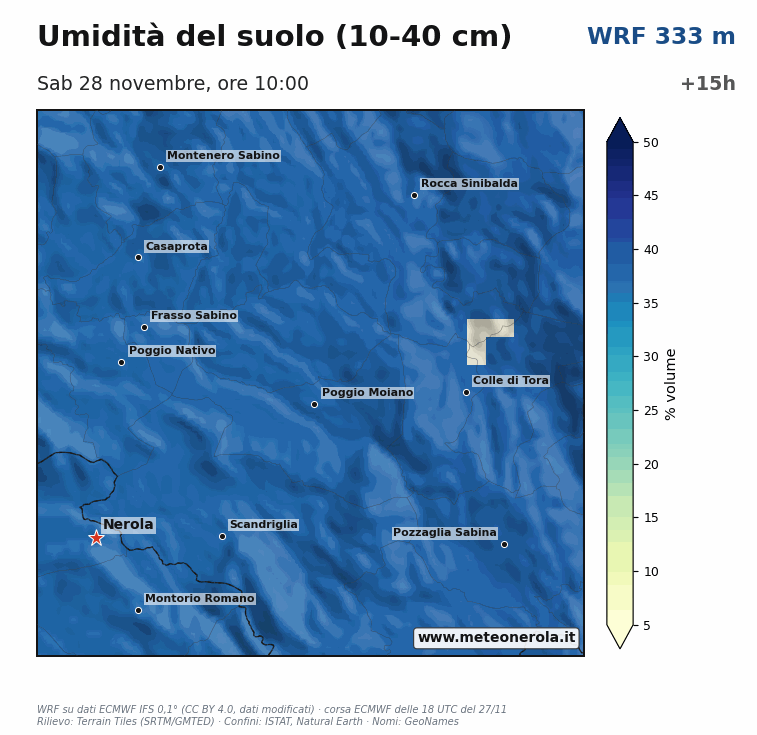 Umidità del suolo (10-40 cm)
WRF 333 m
Sab 28 novembre, ore 10:00
+15h
Montenero Sabino
Rocca Sinibalda
Casaprota
Frasso Sabino
Poggio Nativo
Colle di Tora
Poggio Moiano
Nerola
Scandriglia
Pozzaglia Sabina
Montorio Romano
www.meteonerola.it
50
45
40
35
30
25
20
15
10
5
% volume
WRF su dati ECMWF IFS 0,1° (CC BY 4.0, dati modificati) · corsa ECMWF delle 18 UTC del 27/11
Rilievo: Terrain Tiles (SRTM/GMTED) · Confini: ISTAT, Natural Earth · Nomi: GeoNames